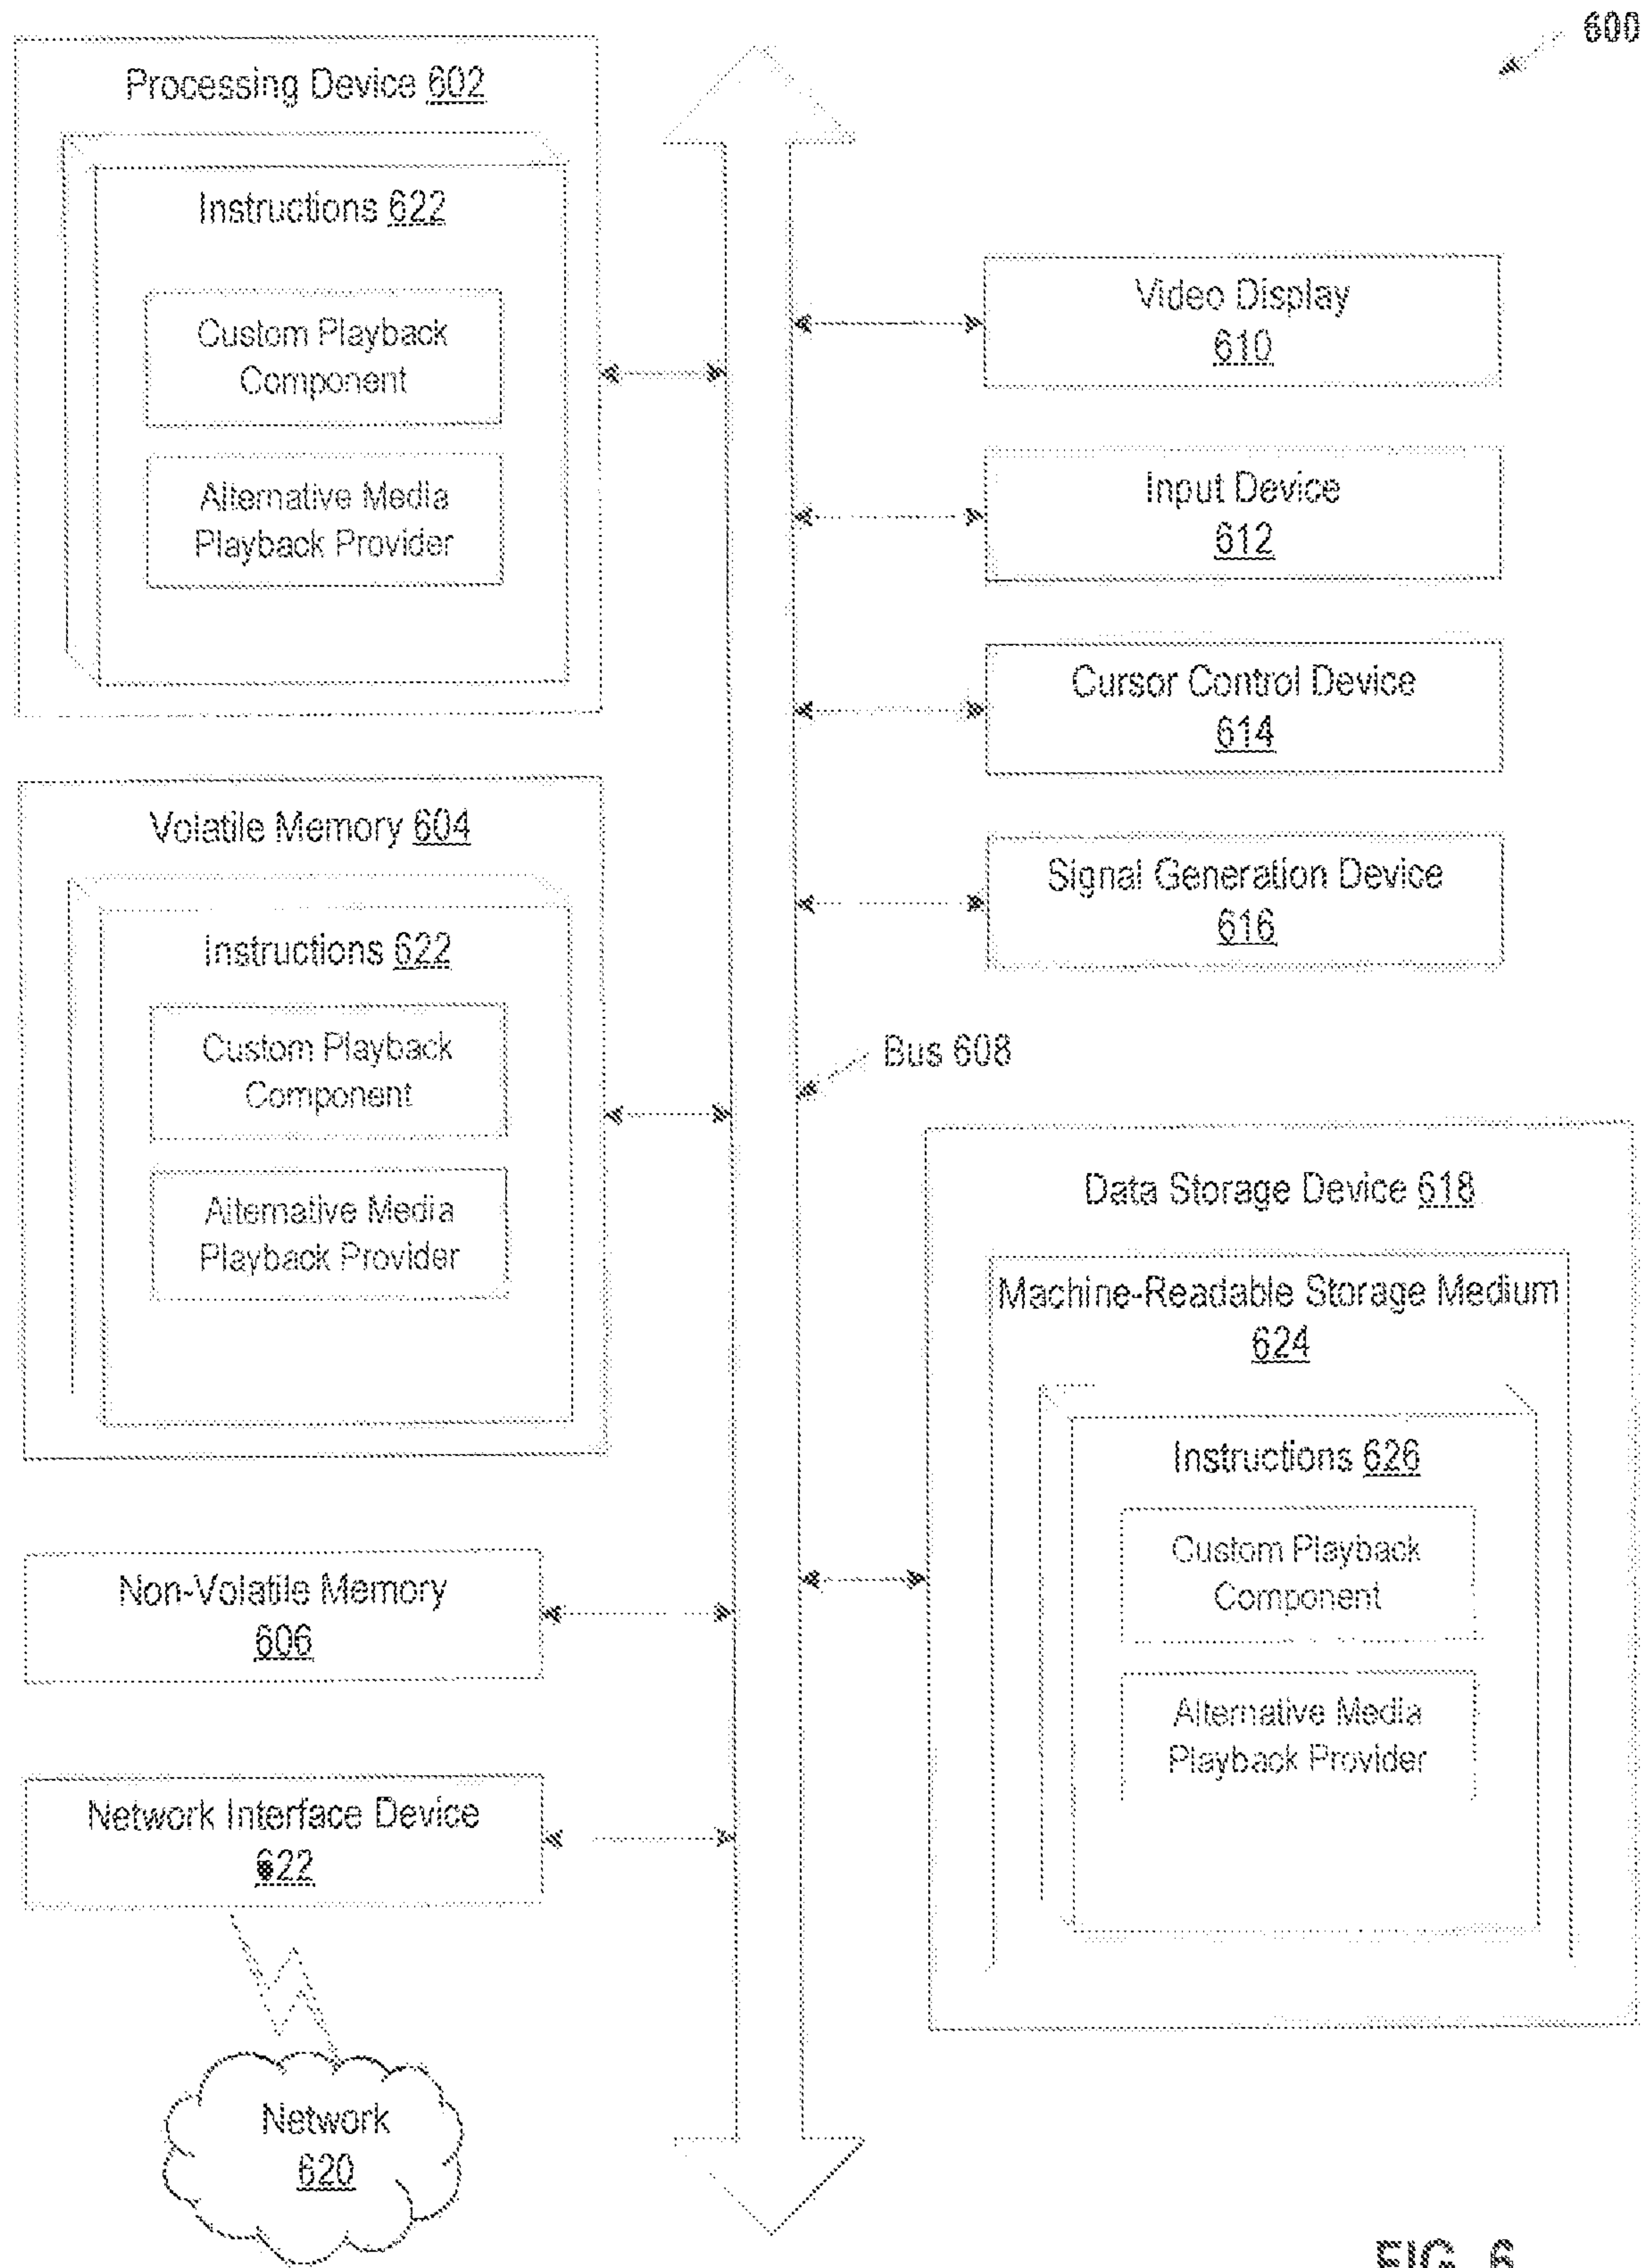 600
Processing Device 602
Instructions 622
Custom Playback
Component
Alternative Media
Playback Provider
Volatile Memory 604
Instructions 622
Custom Playback
Component
Alternative Media
Playback Provider
Non-Volatile Memory
606
Network Interface Device
622
Network
620
Video Display
610
Input Device
612
Cursor Control Device
614
Signal Generation Device
616
Bus 608
Data Storage Device 618
Machine-Readable Storage Medium
624
Instructions 626
Custom Playback
Component
Alternative Media
Playback Provider
FIG. 6